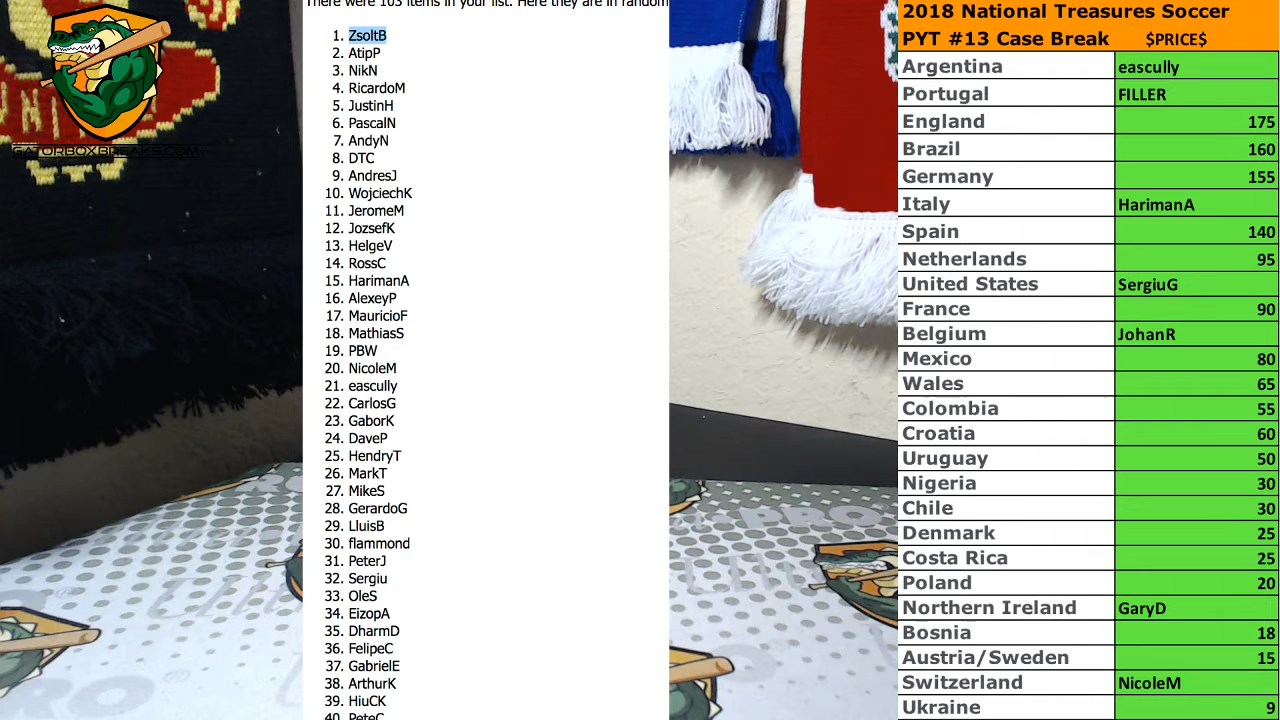 There were 103 items in your list. Here they are in random
1. ZsoltB
2. AtipP
3. NikN
4. RicardoM
5. JustinH
6. PascalN
7. AndyN
8. DTC
9. AndresJ
10. WojciechK
11. JeromeM
12. JozsefK
13. HelgeV
14. RossC
15. HarimanA
16. AlexeyP
17. MauricioF
18. MathiasS
19. PBW
20. NicoleM
21. eascully
22. CarlosG
23. GaborK
24. DaveP
25. HendryT
26. MarkT
27. MikeS
28. GerardoG
29. LluisB
30. flammond
31. PeterJ
32. Sergiu
33. OleS
34. EizopA
35. DharmD
36. FelipeC
37. GabrielE
38. ArthurK
39. HiuCK
40. PeteC
GATORBOXBREAKS.COM
2018 National Treasures Soccer
PYT #13 Case Break $PRICE$
Argentina eascully
Portugal FILLER
England 175
Brazil 160
Germany 155
Italy HarimanA
Spain 140
Netherlands 95
United States SergiuG
France 90
Belgium JohanR
Mexico 80
Wales 65
Colombia 55
Croatia 60
Uruguay 50
Nigeria 30
Chile 30
Denmark 25
Costa Rica 25
Poland 20
Northern Ireland GaryD
Bosnia 18
Austria/Sweden 15
Switzerland NicoleM
Ukraine 9